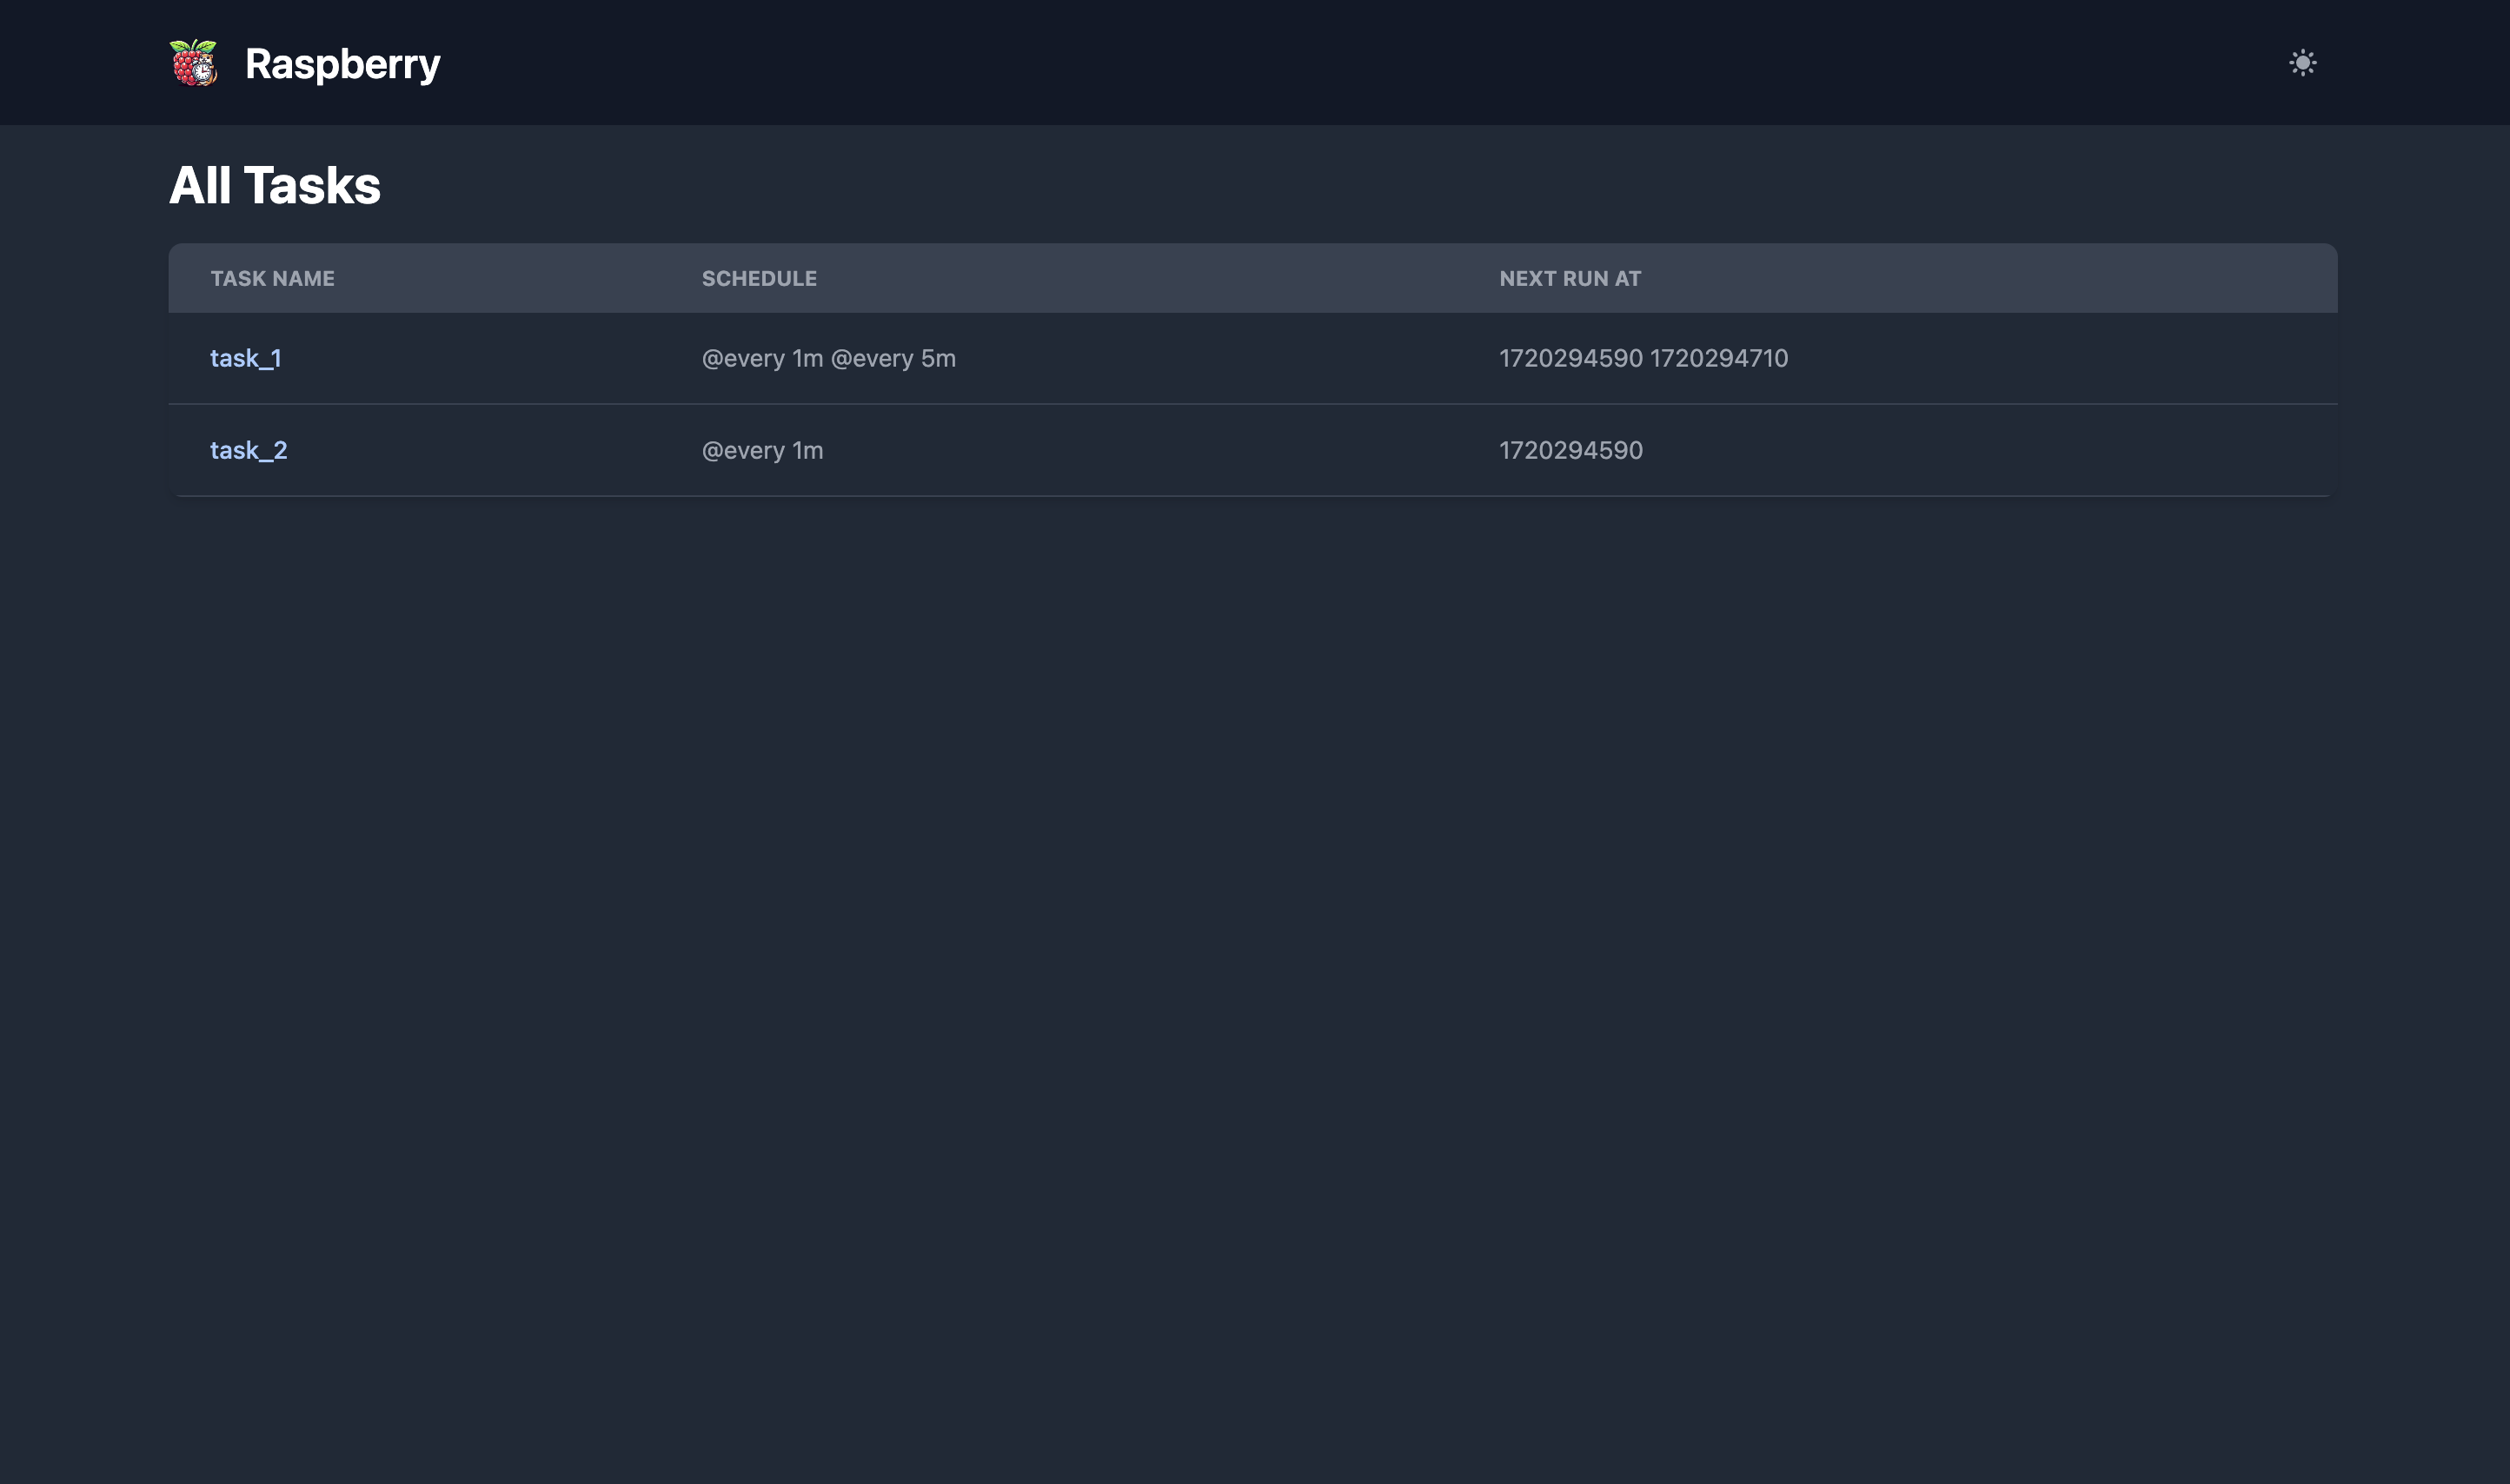 Raspberry
All Tasks
TASK NAME SCHEDULE NEXT RUN AT
task_1 @every 1m @every 5m 1720294590 1720294710
task_2 @every 1m 1720294590